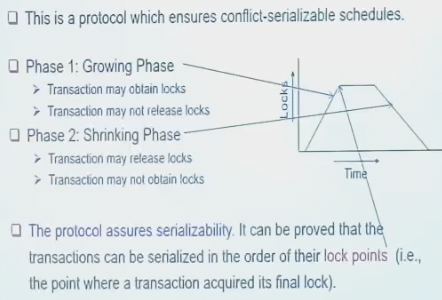 This is a protocol which ensures conflict-serializable schedules.
Phase 1: Growing Phase
Transaction may obtain locks
Transaction may not release locks
Phase 2: Shrinking Phase
Transaction may release locks
Transaction may not obtain locks
Locks
Time
The protocol assures serializability. It can be proved that the
transactions can be serialized in the order of their lock points (i.e.,
the point where a transaction acquired its final lock).